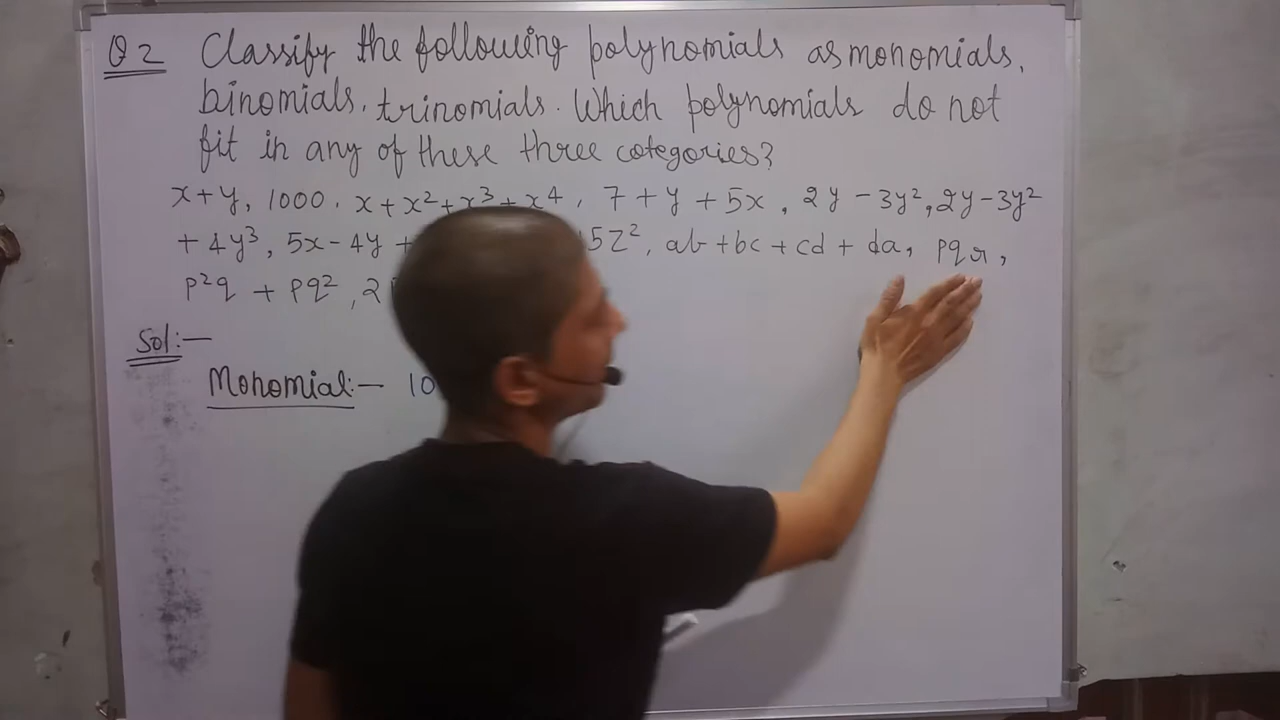 Q2 Classify the following polynomials as monomials,
binomials, trinomials. Which polynomials do not
fit in any of these three categories?
x+y, 1000, x+x²+x³+x⁴, 7+y+5x, 2y-3y², 2y-3y²
+4y³, 5x-4y+ 5z², ab+bc+cd+da, pqr,
p²q + pq², 2
Sol:—
Monomial:— 10